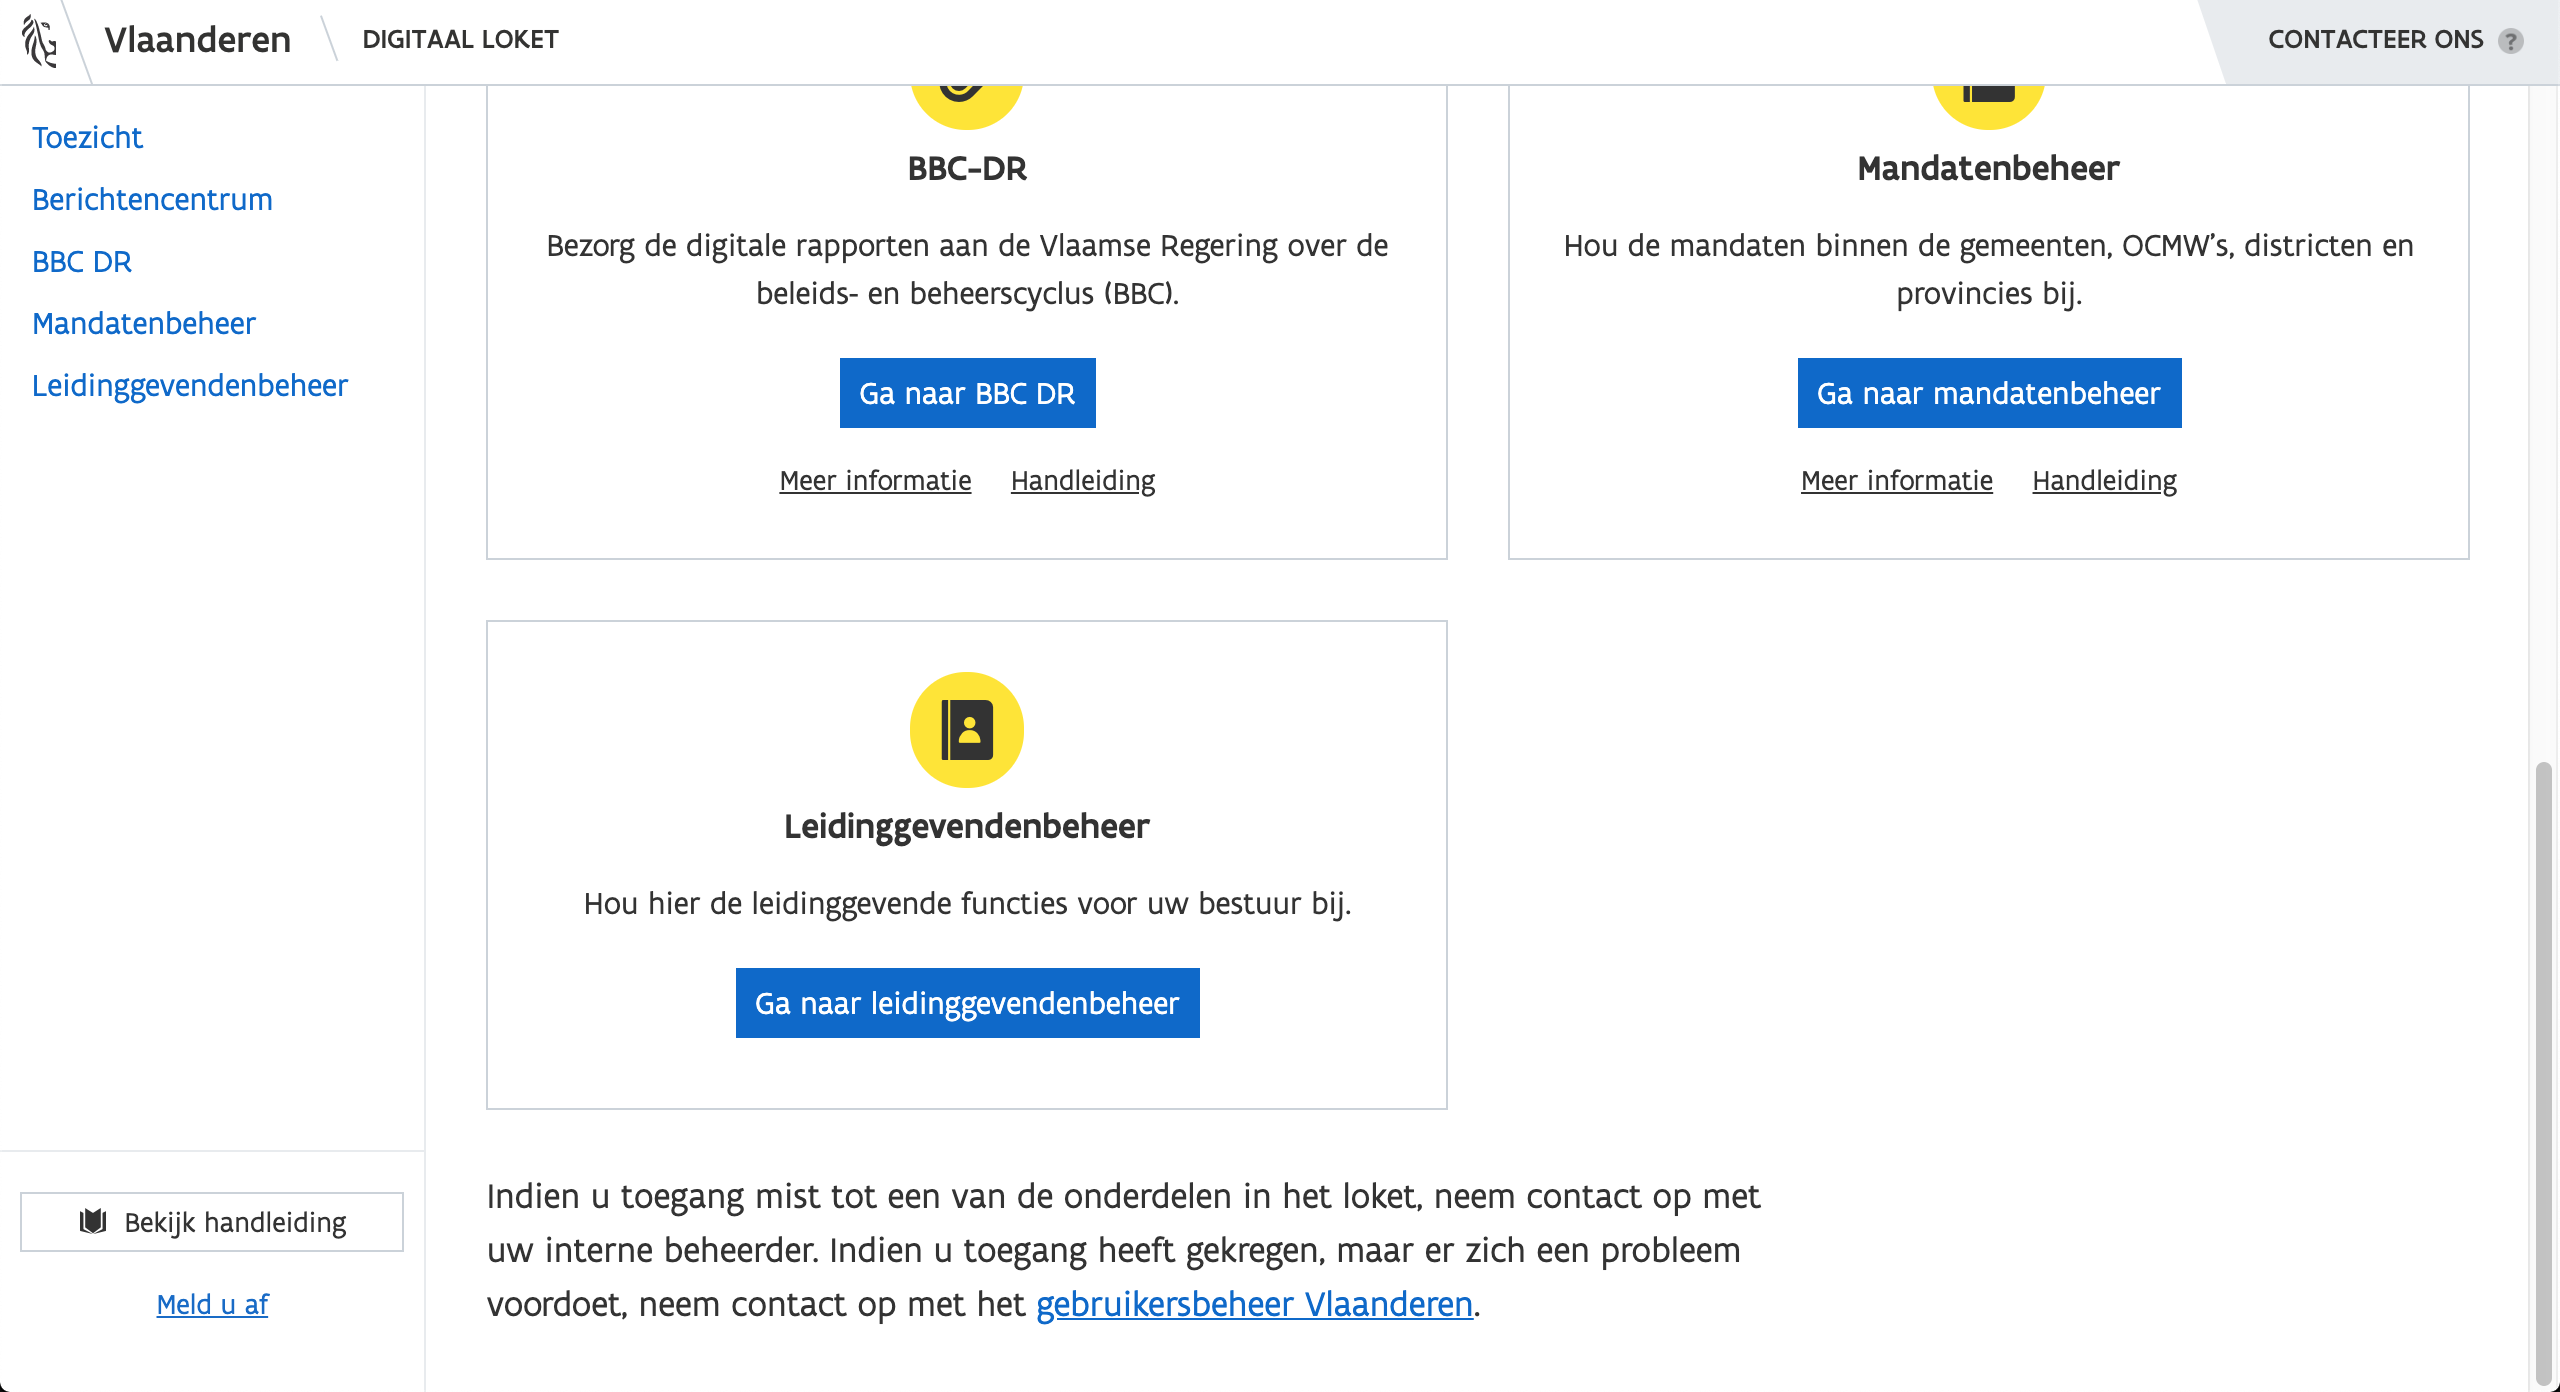 Vlaanderen
DIGITAAL LOKET
CONTACTEER ONS ?
Toezicht
Berichtencentrum
BBC DR
Mandatenbeheer
Leidinggevendenbeheer
BBC-DR
Bezorg de digitale rapporten aan de Vlaamse Regering over de
beleids- en beheerscyclus (BBC).
Ga naar BBC DR
Meer informatie Handleiding
Mandatenbeheer
Hou de mandaten binnen de gemeenten, OCMW's, districten en
provincies bij.
Ga naar mandatenbeheer
Meer informatie Handleiding
Leidinggevendenbeheer
Hou hier de leidinggevende functies voor uw bestuur bij.
Ga naar leidinggevendenbeheer
Indien u toegang mist tot een van de onderdelen in het loket, neem contact op met
uw interne beheerder. Indien u toegang heeft gekregen, maar er zich een probleem
voordoet, neem contact op met het gebruikersbeheer Vlaanderen.
Bekijk handleiding
Meld u af